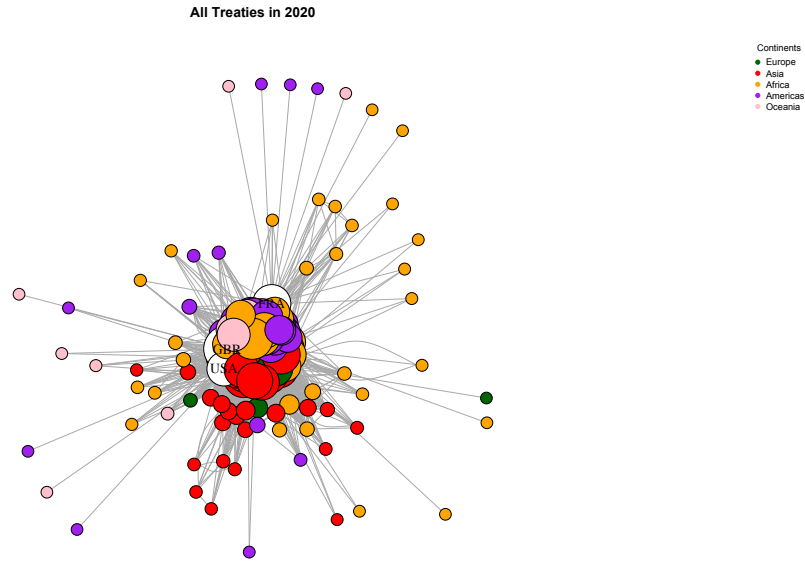 All Treaties in 2020
Continents
Europe
Asia
Africa
Americas
Oceania
FRA
GBR
USA